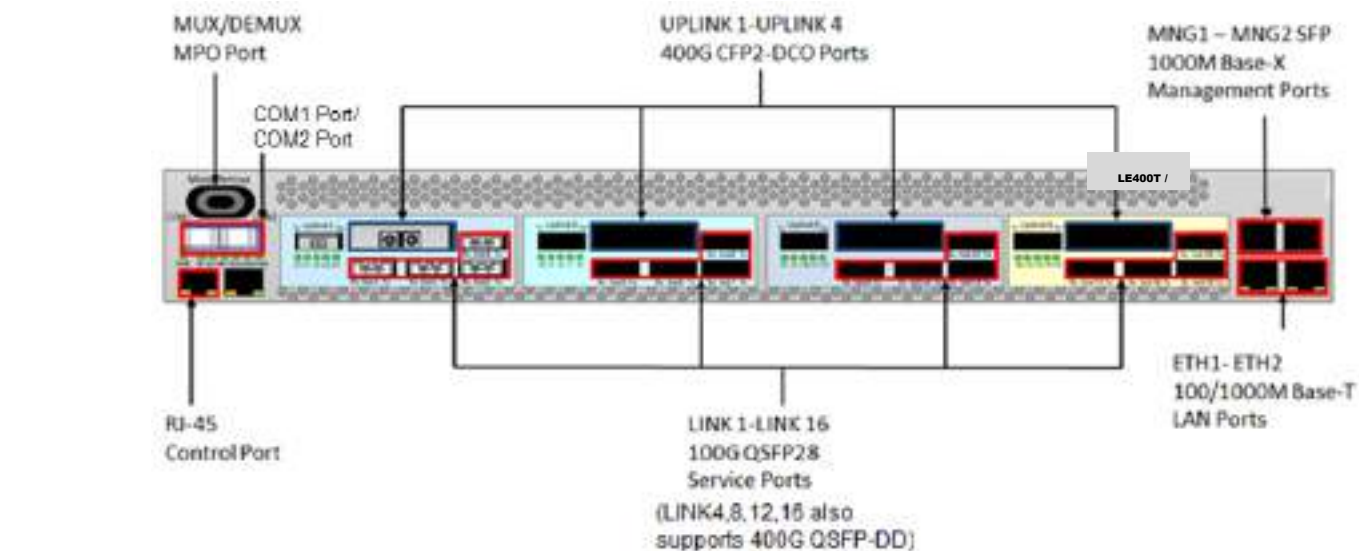 MUX/DEMUX
MPO Port
COM1 Port/
COM2 Port
UPLINK 1-UPLINK 4
400G CFP2-DCO Ports
MNG1 – MNG2 SFP
1000M Base-X
Management Ports
LE400T /
RJ-45
Control Port
LINK 1-LINK 16
100G QSFP28
Service Ports
(LINK4,8,12,16 also
supports 400G QSFP-DD)
ETH1- ETH2
100/1000M Base-T
LAN Ports